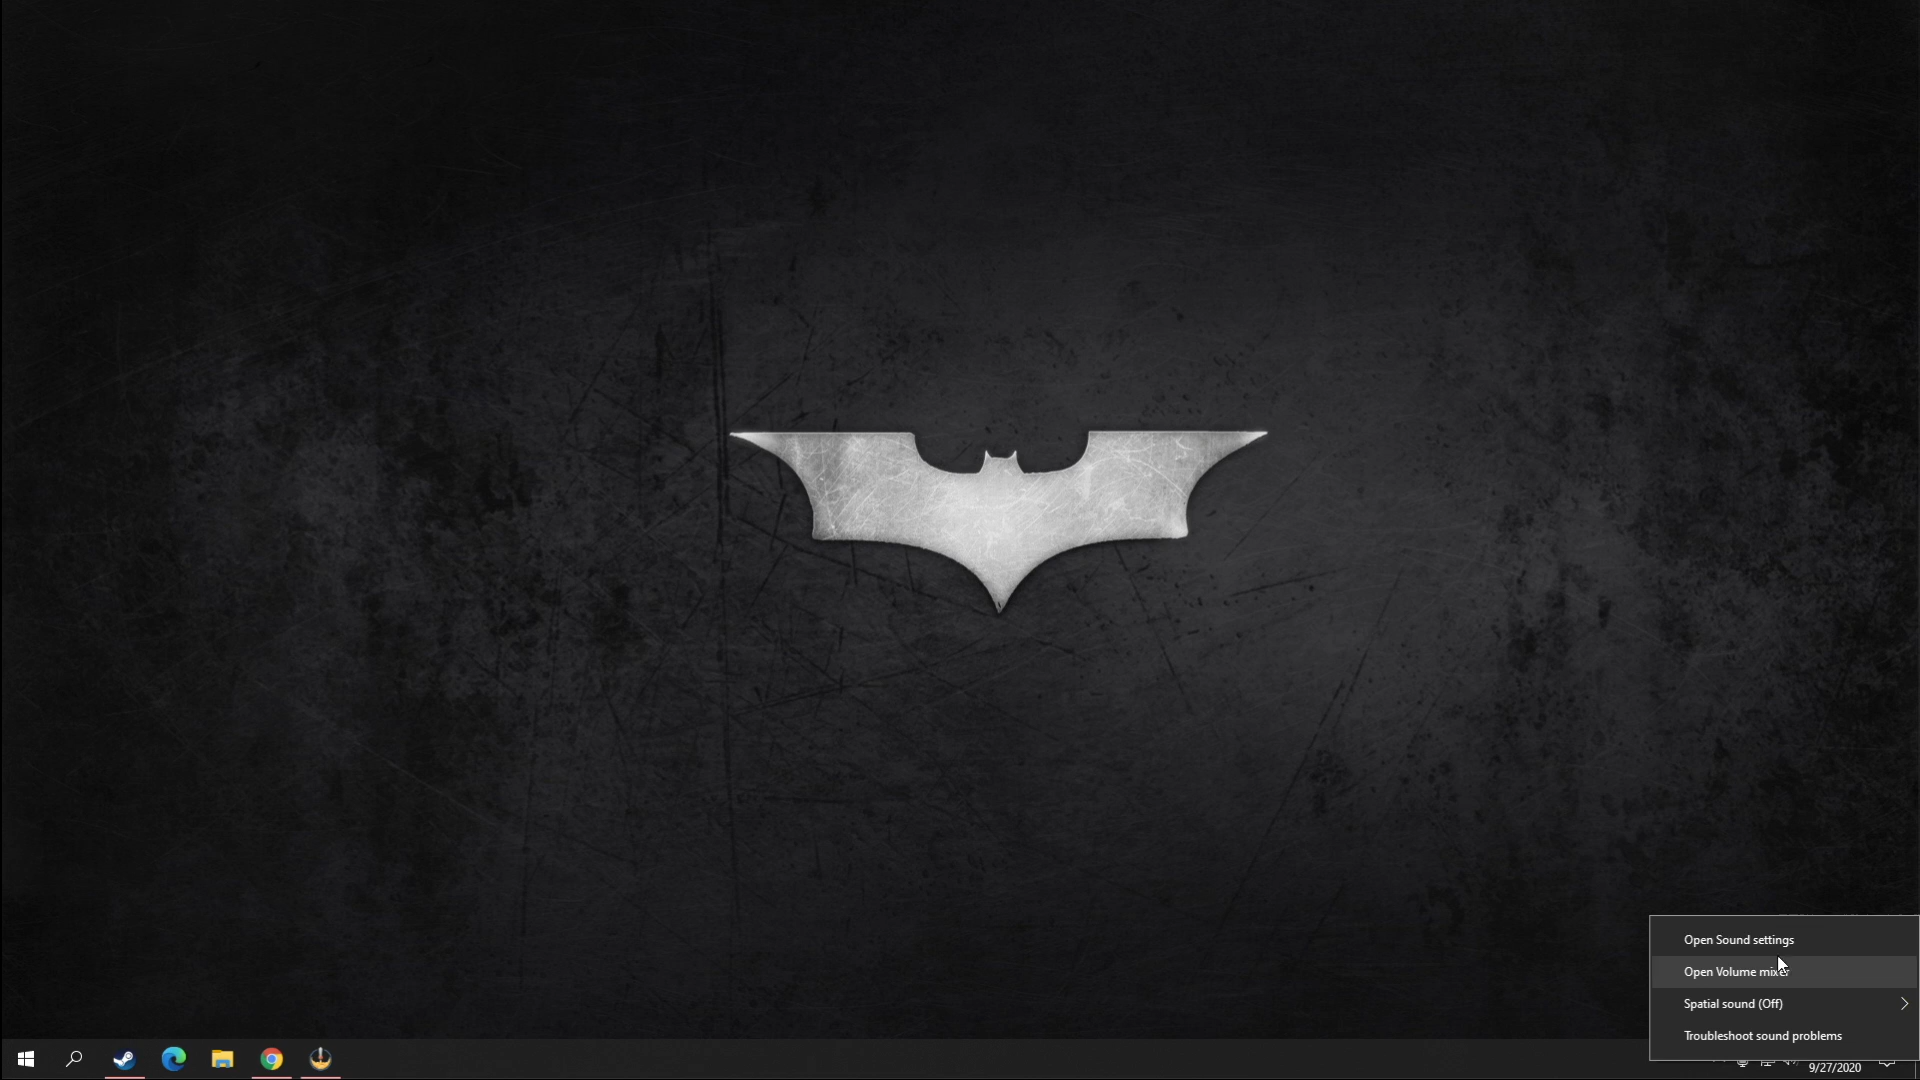 Open Sound settings
Open Volume mixer
Spatial sound (Off)
Troubleshoot sound problems
9/27/2020